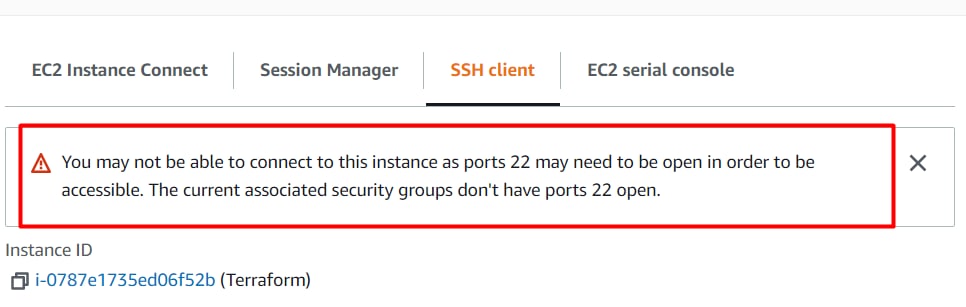 EC2 Instance Connect
Session Manager
SSH client
EC2 serial console
You may not be able to connect to this instance as ports 22 may need to be open in order to be
accessible. The current associated security groups don't have ports 22 open.
Instance ID
i-0787e1735ed06f52b (Terraform)